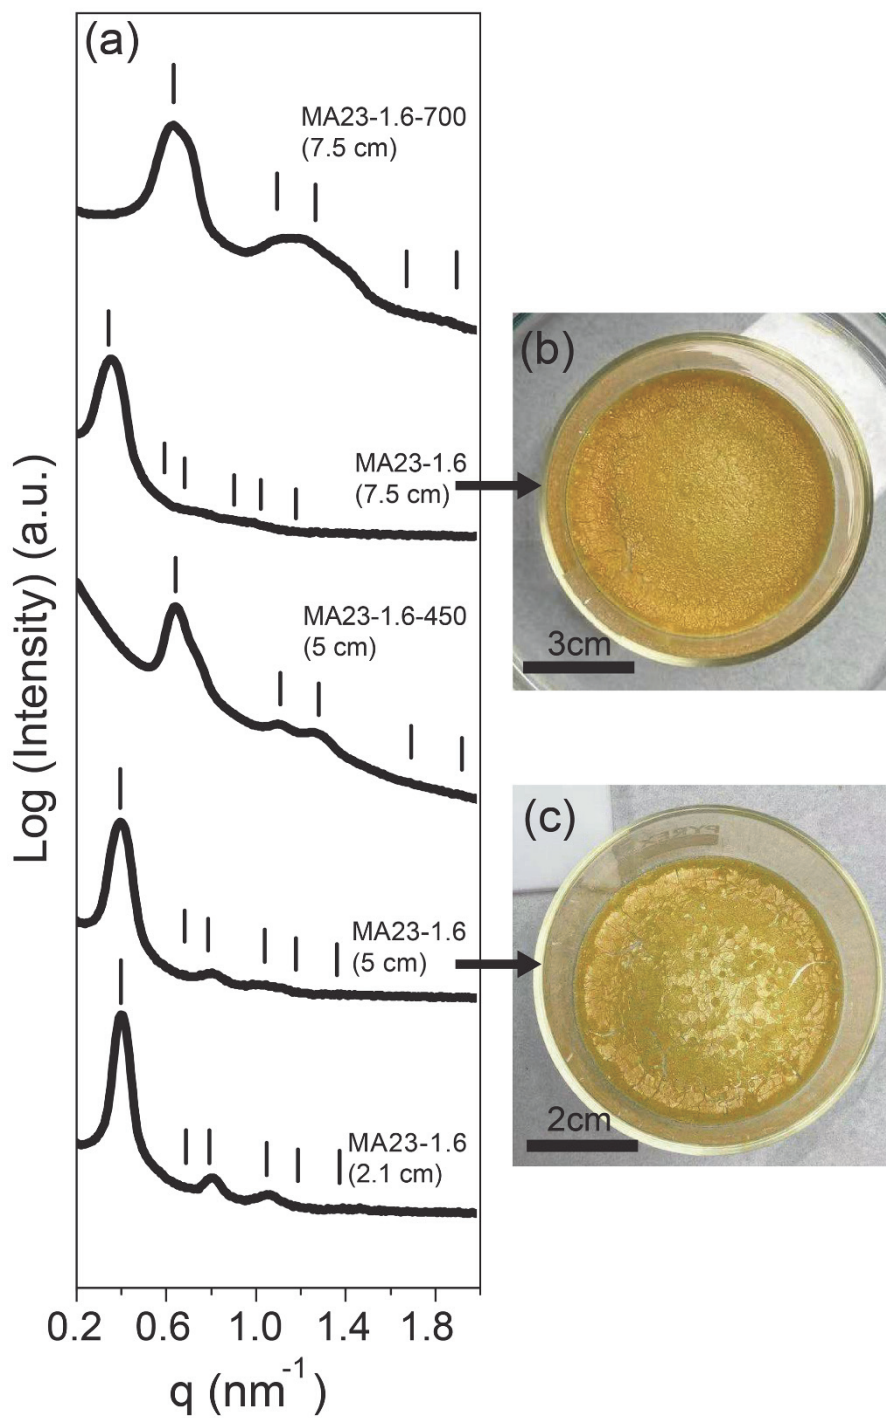 (a)
MA23-1.6-700
(7.5 cm)
MA23-1.6
(7.5 cm)
MA23-1.6-450
(5 cm)
MA23-1.6
(5 cm)
MA23-1.6
(2.1 cm)
Log (Intensity) (a.u.)
0.2 0.6 1.0 1.4 1.8
q (nm⁻¹)
(b)
3cm
(c)
PYREX
2cm